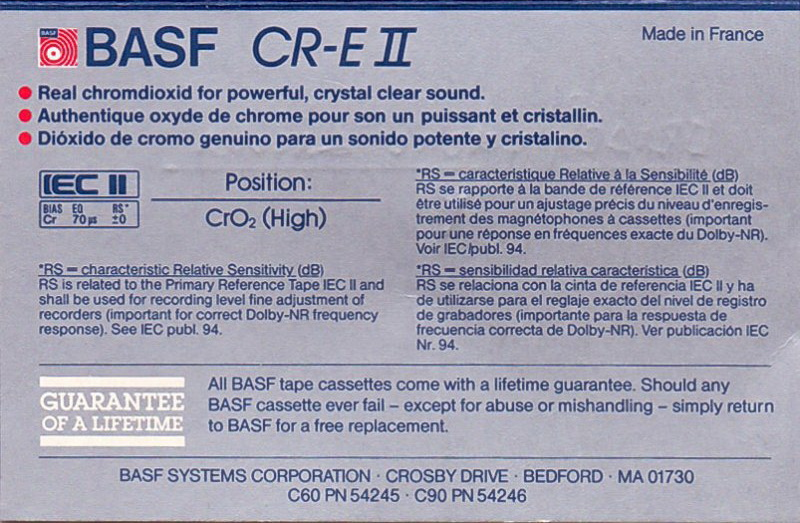 BASF
BASF CR-E II
Made in France
Real chromdioxid for powerful, crystal clear sound.
Authentique oxyde de chrome pour son un puissant et cristallin.
Dióxido de cromo genuino para un sonido potente y cristalino.
IEC II
BIAS EQ RS*
Cr 70µs ±0
Position:
CrO₂ (High)
*RS = caracteristique Relative à la Sensibilité (dB)
RS se rapporte à la bande de référence IEC II et doit
être utilisé pour un ajustage précis du niveau d'enregis-
trement des magnétophones à cassettes (important
pour une réponse en fréquences exacte du Dolby-NR).
Voir IEC/publ. 94.
*RS = characteristic Relative Sensitivity (dB)
RS is related to the Primary Reference Tape IEC II and
shall be used for recording level fine adjustment of
recorders (important for correct Dolby-NR frequency
response). See IEC publ. 94.
*RS = sensibilidad relativa característica (dB)
RS se relaciona con la cinta de referencia IEC II y ha
de utilizarse para el reglaje exacto del nivel de registro
de grabadores (importante para la respuesta de
frecuencia correcta de Dolby-NR). Ver publicación IEC
Nr. 94.
GUARANTEE
OF A LIFETIME
All BASF tape cassettes come with a lifetime guarantee. Should any
BASF cassette ever fail – except for abuse or mishandling – simply return
to BASF for a free replacement.
BASF SYSTEMS CORPORATION · CROSBY DRIVE · BEDFORD · MA 01730
C60 PN 54245 · C90 PN 54246